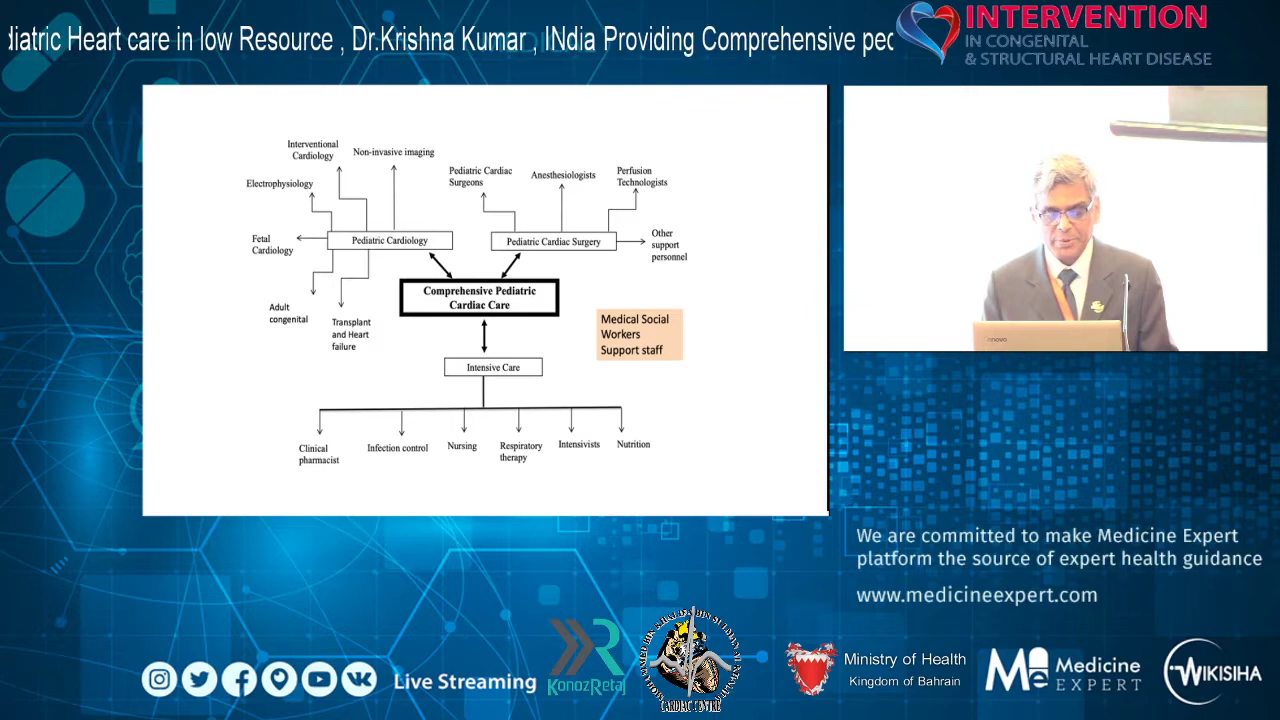 diatric Heart care in low Resource , Dr.Krishna Kumar , INdia Providing Comprehensive pec
INTERVENTION
IN CONGENITAL
& STRUCTURAL HEART DISEASE
Interventional
Cardiology
Non-invasive imaging
Electrophysiology
Pediatric Cardiac
Surgeons
Anesthesiologists
Perfusion
Technologists
Fetal
Cardiology
Pediatric Cardiology
Pediatric Cardiac Surgery
Other
support
personnel
Comprehensive Pediatric
Cardiac Care
Adult
congenital
Transplant
and Heart
failure
Medical Social
Workers
Support staff
Intensive Care
Clinical
pharmacist
Infection control
Nursing
Respiratory
therapy
Intensivists
Nutrition
We are committed to make Medicine Expert
platform the source of expert health guidance
www.medicineexpert.com
Live Streaming
KanozRetaj
CARDIAC CENTRE
Ministry of Health
Kingdom of Bahrain
Me
Medicine
EXPERT
WIKISIHA